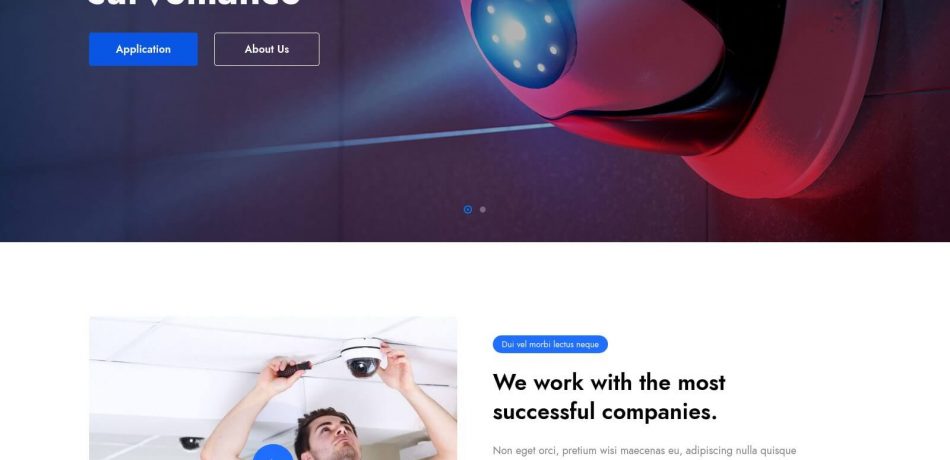 Application
About Us
Dui vel morbi lectus neque
We work with the most
successful companies.
Non eget orci, pretium wisi maecenas eu, adipiscing nulla quisque